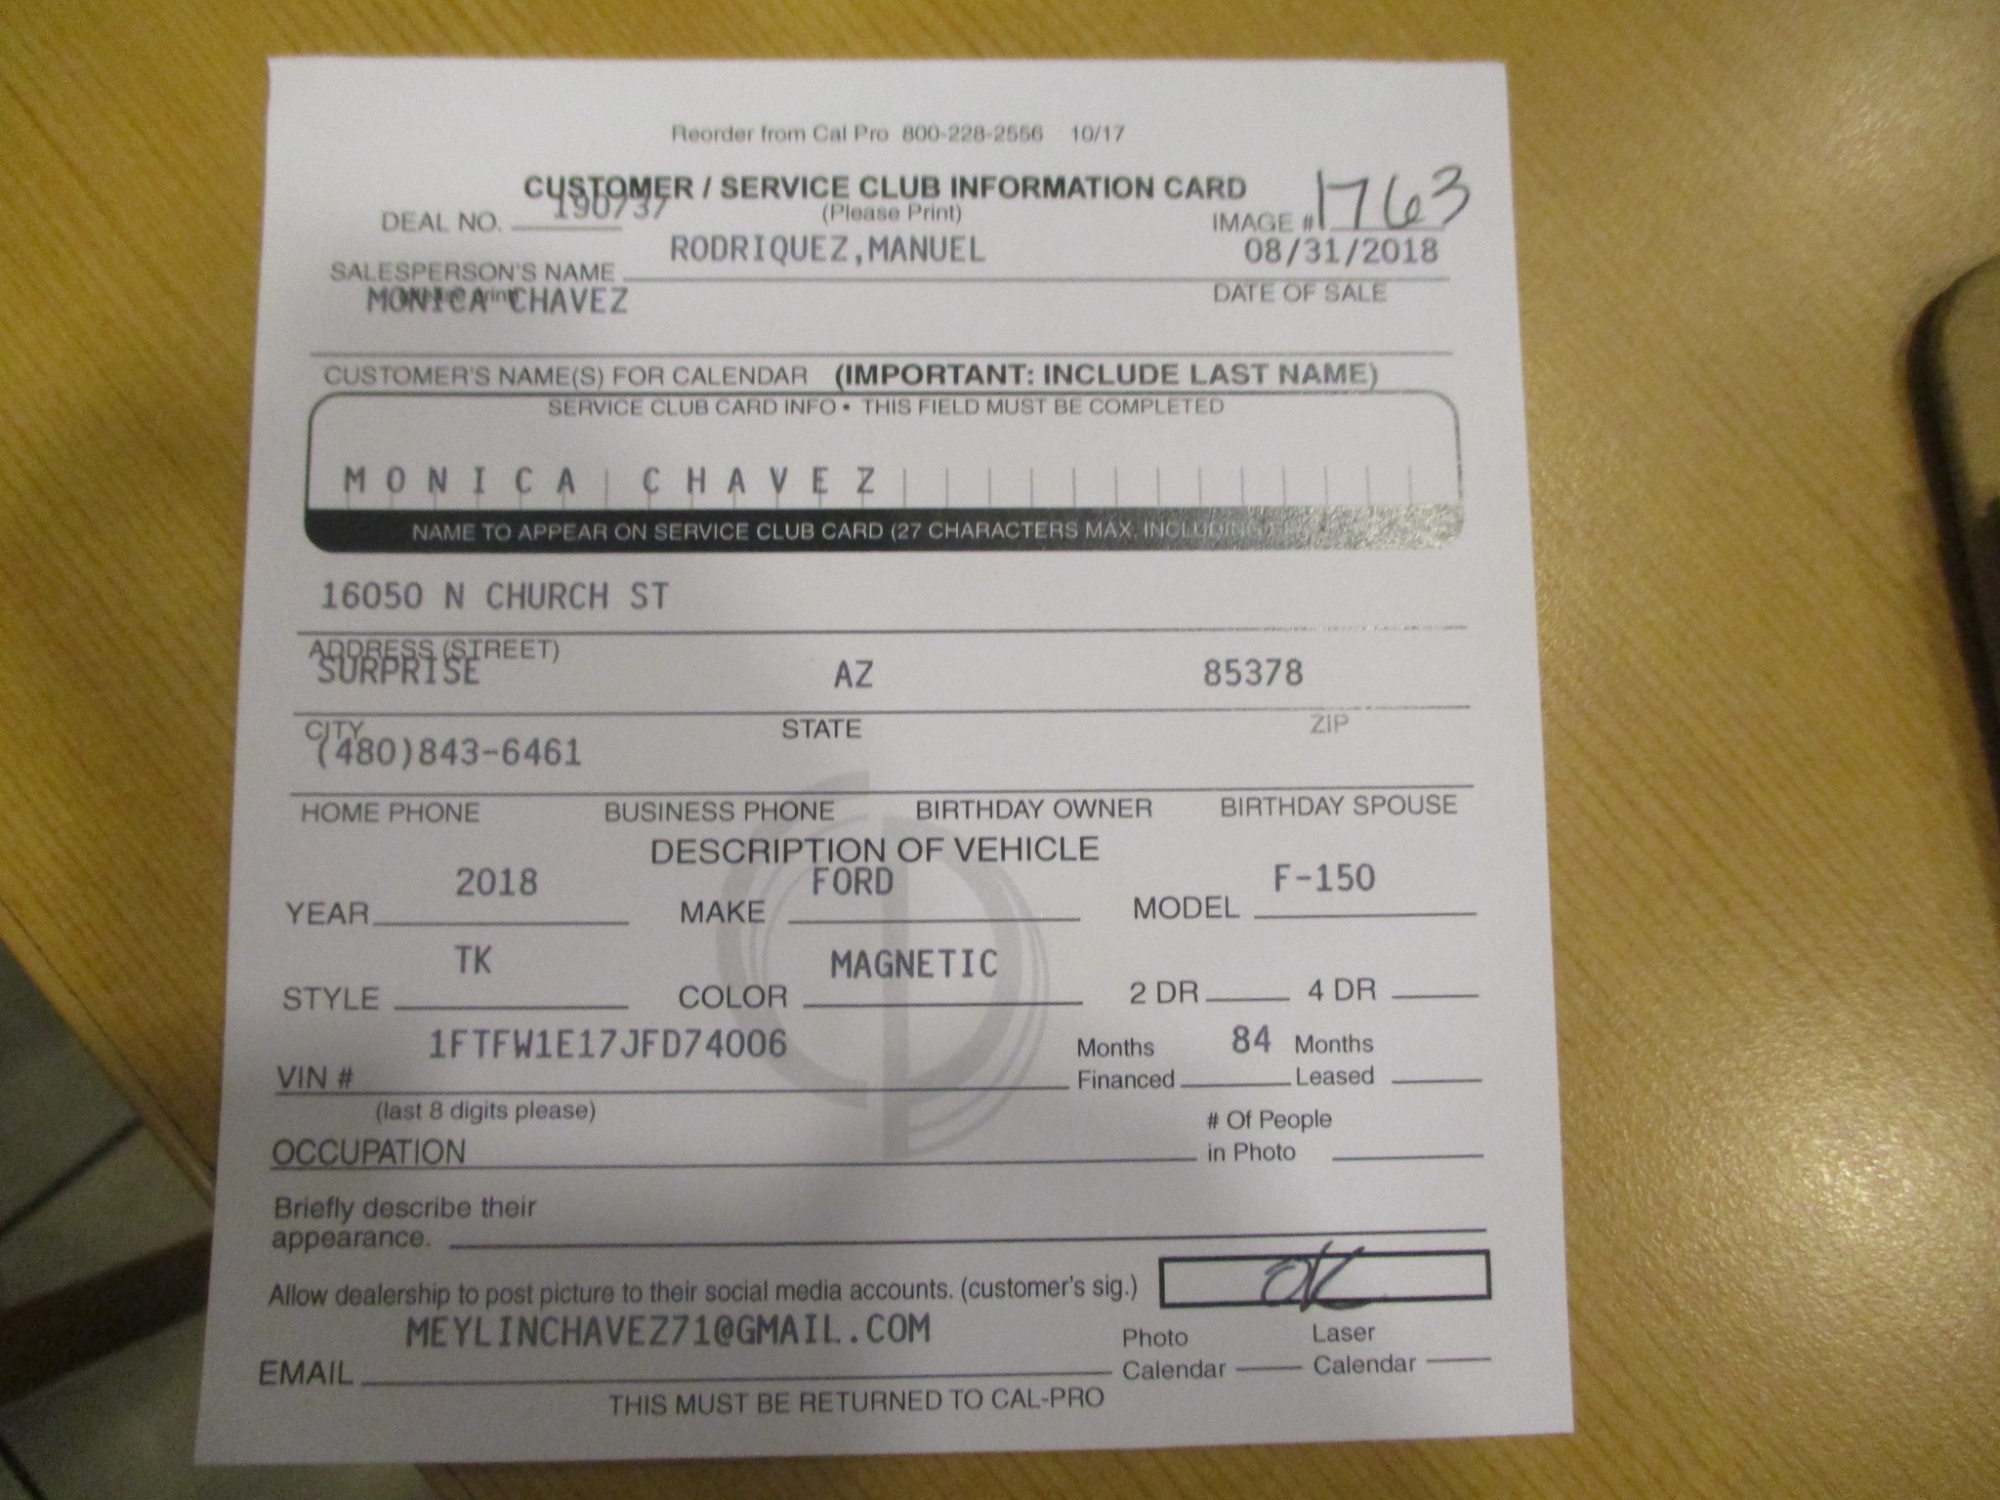 Reorder from Cal Pro 800-228-2556 10/17
CUSTOMER / SERVICE CLUB INFORMATION CARD
(Please Print)
DEAL NO. 190737
IMAGE # 1763
SALESPERSON'S NAME RODRIQUEZ,MANUEL
08/31/2018
DATE OF SALE
MONICA CHAVEZ
CUSTOMER'S NAME(S) FOR CALENDAR (IMPORTANT: INCLUDE LAST NAME)
SERVICE CLUB CARD INFO • THIS FIELD MUST BE COMPLETED
MONICA CHAVEZ
NAME TO APPEAR ON SERVICE CLUB CARD (27 CHARACTERS MAX. INCLUDING
16050 N CHURCH ST
ADDRESS (STREET)
SURPRISE AZ 85378
CITY STATE ZIP
(480)843-6461
HOME PHONE BUSINESS PHONE BIRTHDAY OWNER BIRTHDAY SPOUSE
DESCRIPTION OF VEHICLE
YEAR 2018 MAKE FORD MODEL F-150
STYLE TK COLOR MAGNETIC 2 DR 4 DR
VIN # 1FTFW1E17JFD74006 Months Financed 84 Months Leased
(last 8 digits please)
OCCUPATION # Of People in Photo
Briefly describe their
appearance.
Allow dealership to post picture to their social media accounts. (customer's sig.) OK
EMAIL MEYLINCHAVEZ71@GMAIL.COM Photo Calendar Laser Calendar
THIS MUST BE RETURNED TO CAL-PRO